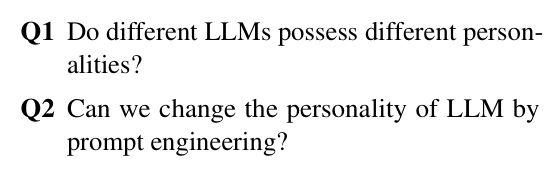 Q1 Do different LLMs possess different person-
alities?
Q2 Can we change the personality of LLM by
prompt engineering?